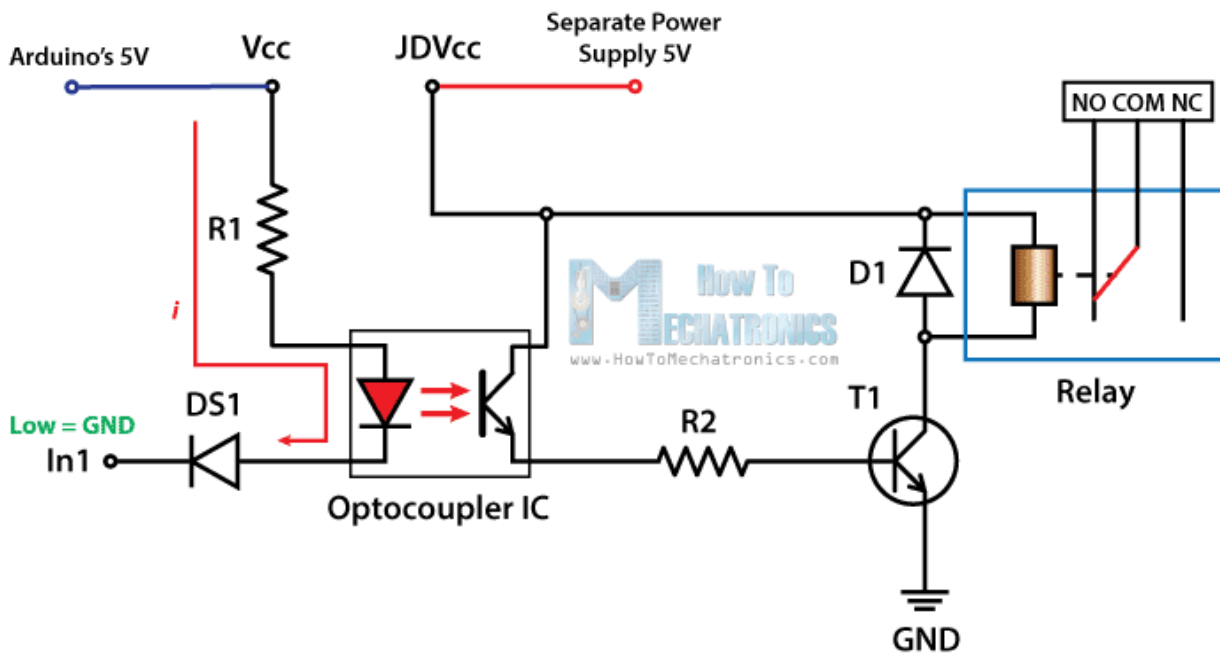 Arduino's 5V
Vcc
JDVcc
Separate Power
Supply 5V
NO COM NC
R1
i
D1
How To
MECHATRONICS
www.HowToMechatronics.com
Relay
Low = GND
In1
DS1
Optocoupler IC
R2
T1
GND